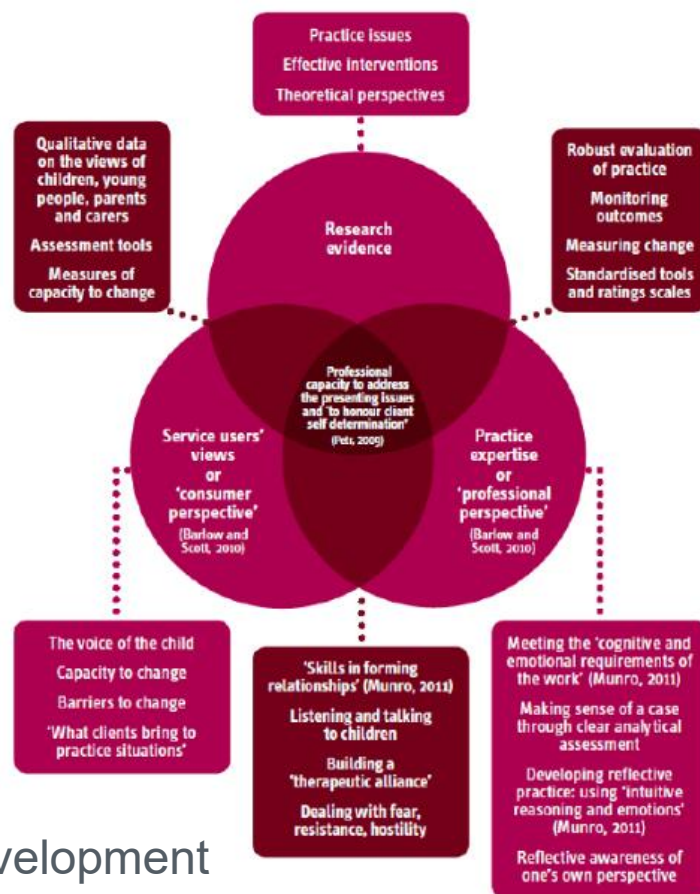 Practice issues
Effective interventions
Theoretical perspectives
Qualitative data
on the views of
children, young
people, parents
and carers
Assessment tools
Measures of
capacity to change
Robust evaluation
of practice
Monitoring
outcomes
Measuring change
Standardised tools
and ratings scales
Research
evidence
Professional
capacity to address
the presenting issues
and 'to honour client
self determination'
(Petr, 2009)
Service users'
views
or
'consumer
perspective'
(Barlow and
Scott, 2010)
Practice
expertise
or
'professional
perspective'
(Barlow and
Scott, 2010)
The voice of the child
Capacity to change
Barriers to change
'What clients bring to
practice situations'
'Skills in forming
relationships' (Munro, 2011)
Listening and talking
to children
Building a
'therapeutic alliance'
Dealing with fear,
resistance, hostility
Meeting the 'cognitive and
emotional requirements of
the work' (Munro, 2011)
Making sense of a case
through clear analytical
assessment
Developing reflective
practice: using 'intuitive
reasoning and emotions'
(Munro, 2011)
Reflective awareness of
one's own perspective
velopment